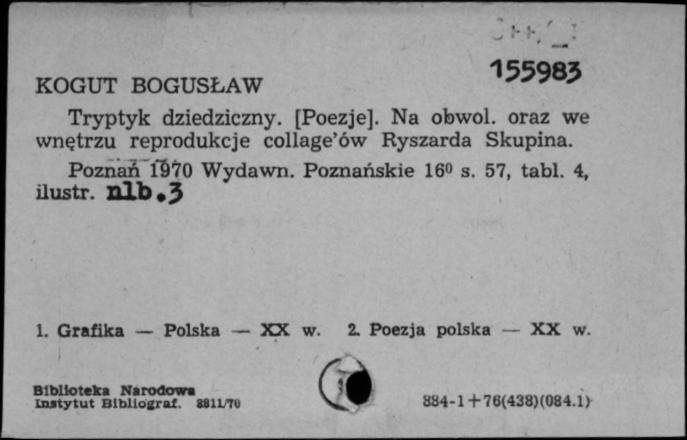 155983
KOGUT BOGUSŁAW
Tryptyk dziedziczny. [Poezje]. Na obwol. oraz we
wnętrzu reprodukcje collage'ów Ryszarda Skupina.
Poznań 1970 Wydawn. Poznańskie 16⁰ s. 57, tabl. 4,
ilustr. nlb.3
1. Grafika — Polska — XX w. 2. Poezja polska — XX w.
Biblioteka Narodowa
Instytut Bibliograf. 8811/70
884-1+76(438)(084.1)